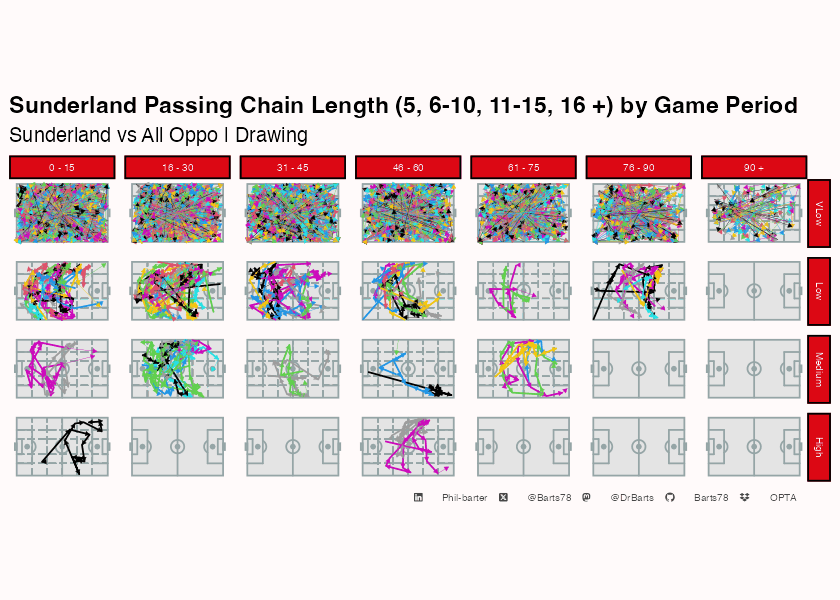 Sunderland Passing Chain Length (5, 6-10, 11-15, 16 +) by Game Period
Sunderland vs All Oppo I Drawing
0 - 15 16 - 30 31 - 45 46 - 60 61 - 75 76 - 90 90 +
VLow
Low
Medium
High
Phil-barter @Barts78 @DrBarts Barts78 OPTA